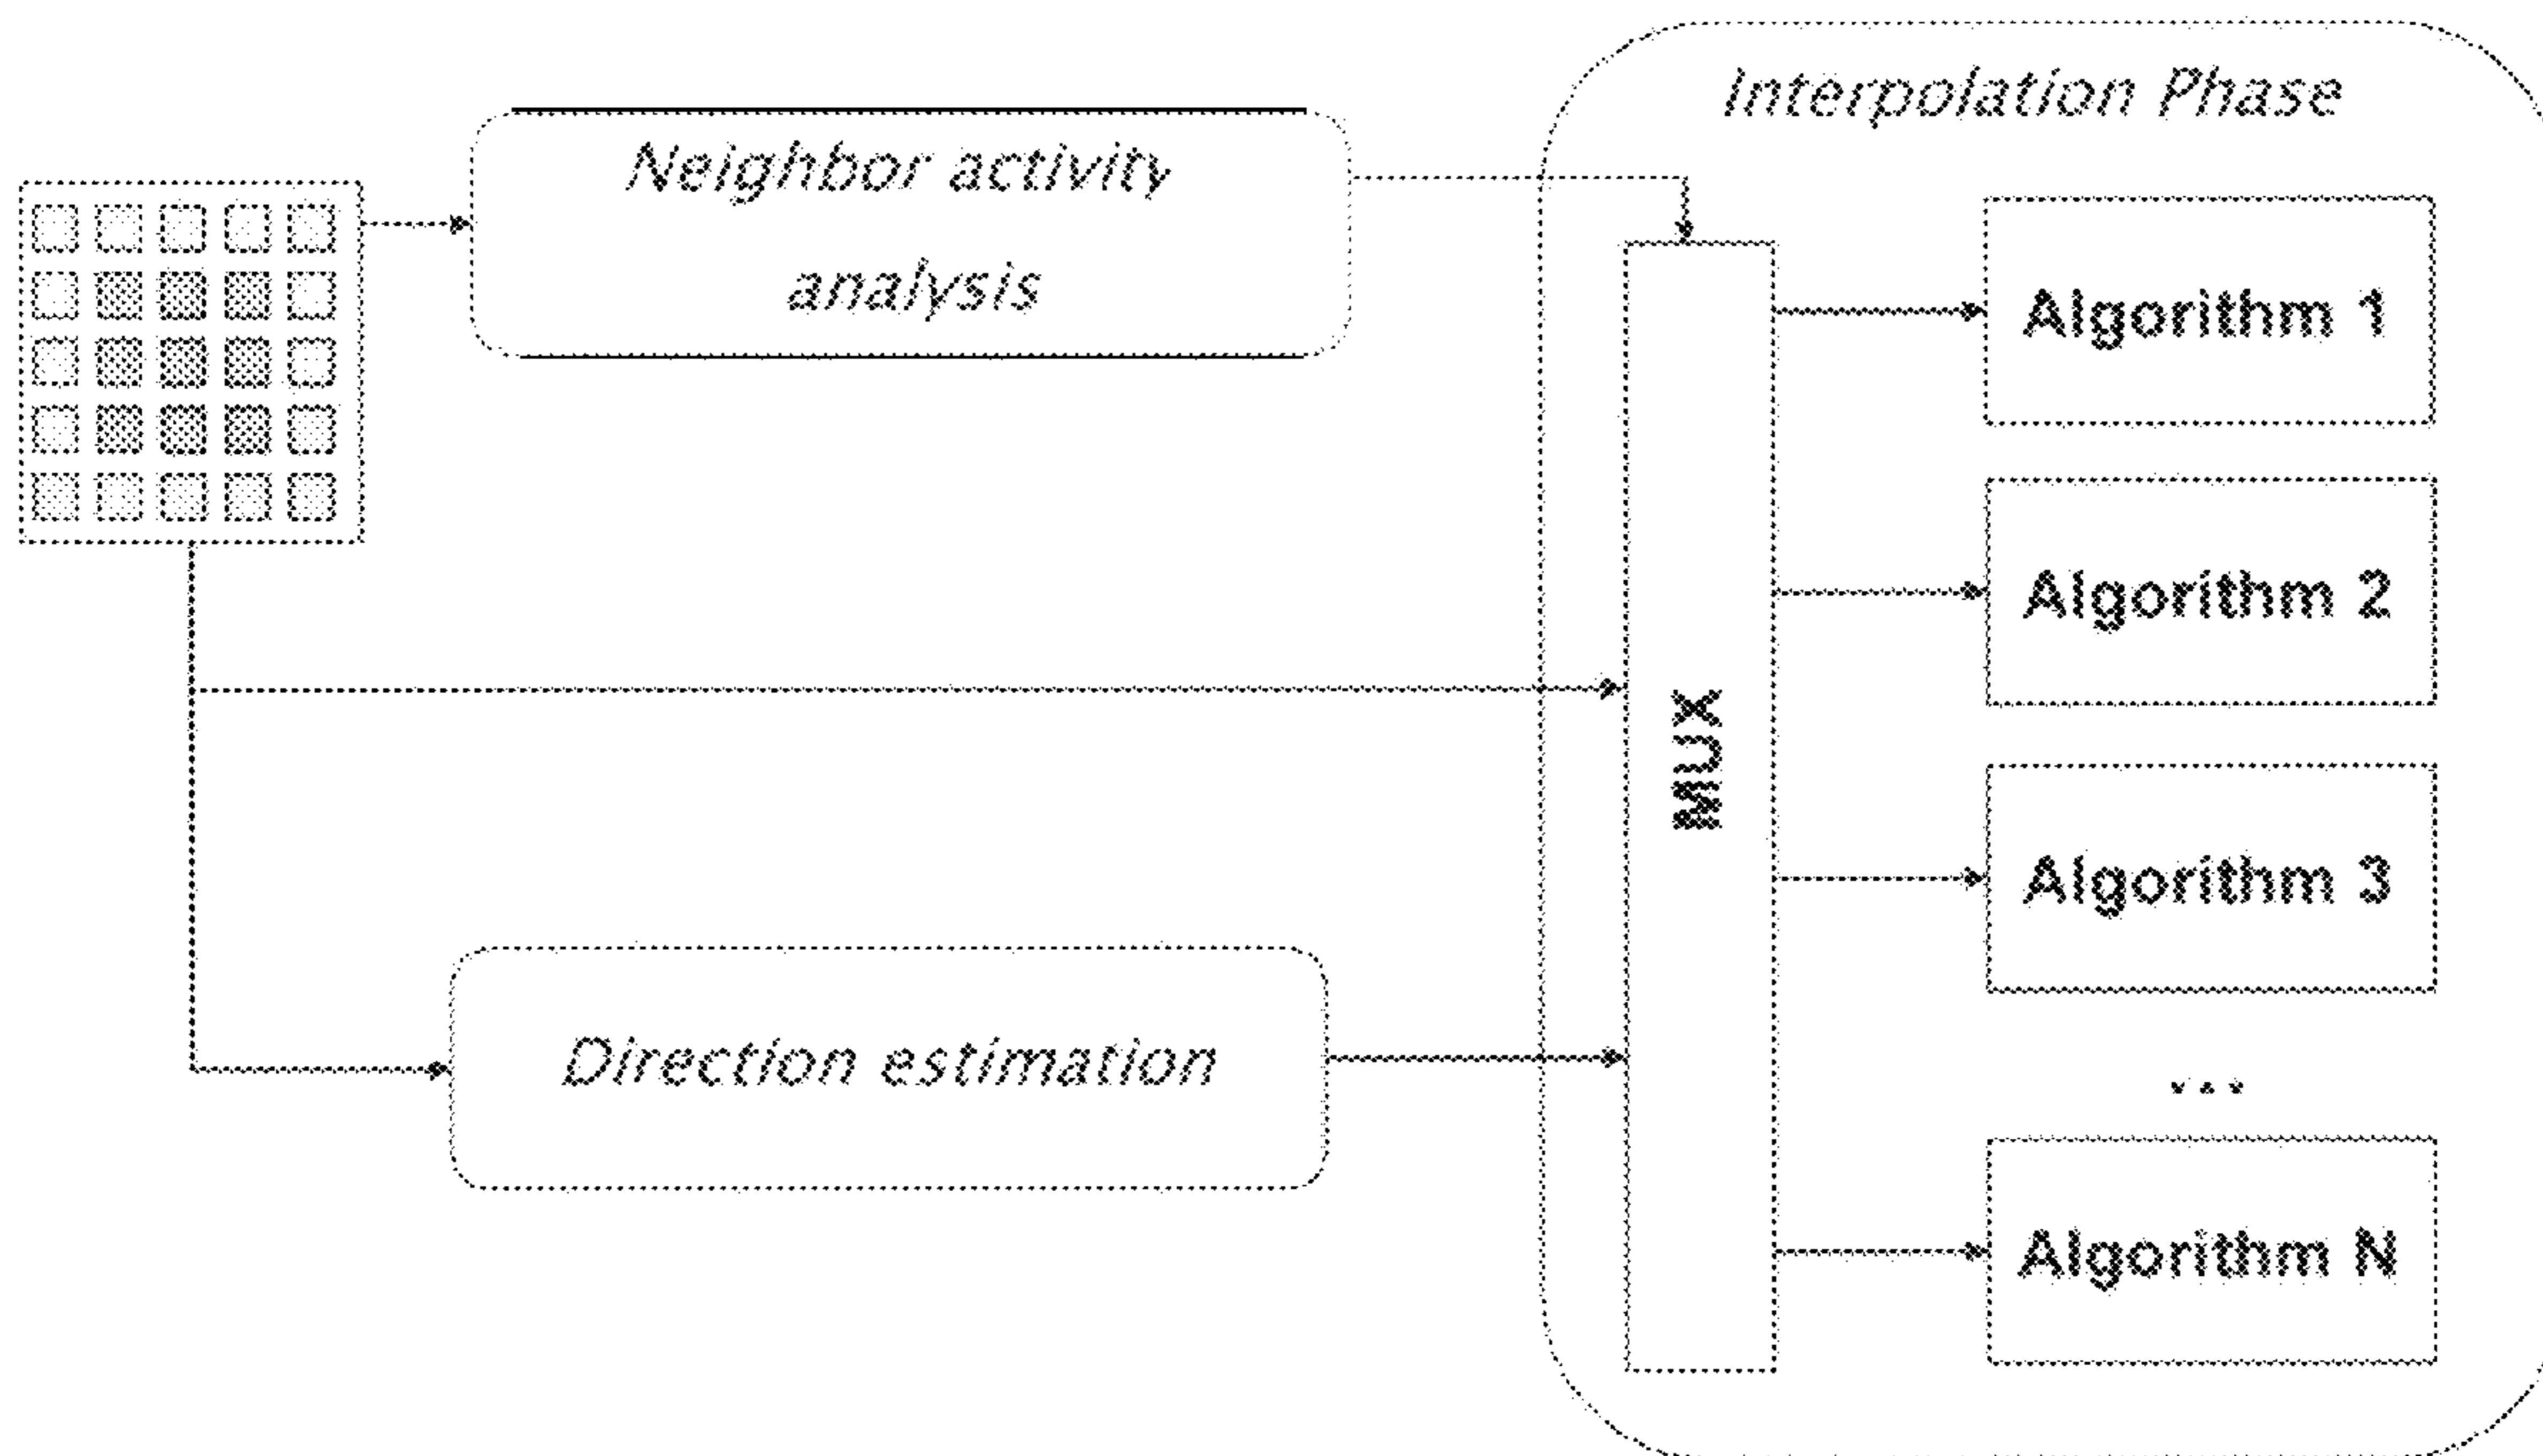 Interpolation Phase
Neighbor activity
analysis
Algorithm 1
Algorithm 2
MUX
Algorithm 3
Direction estimation
...
Algorithm N